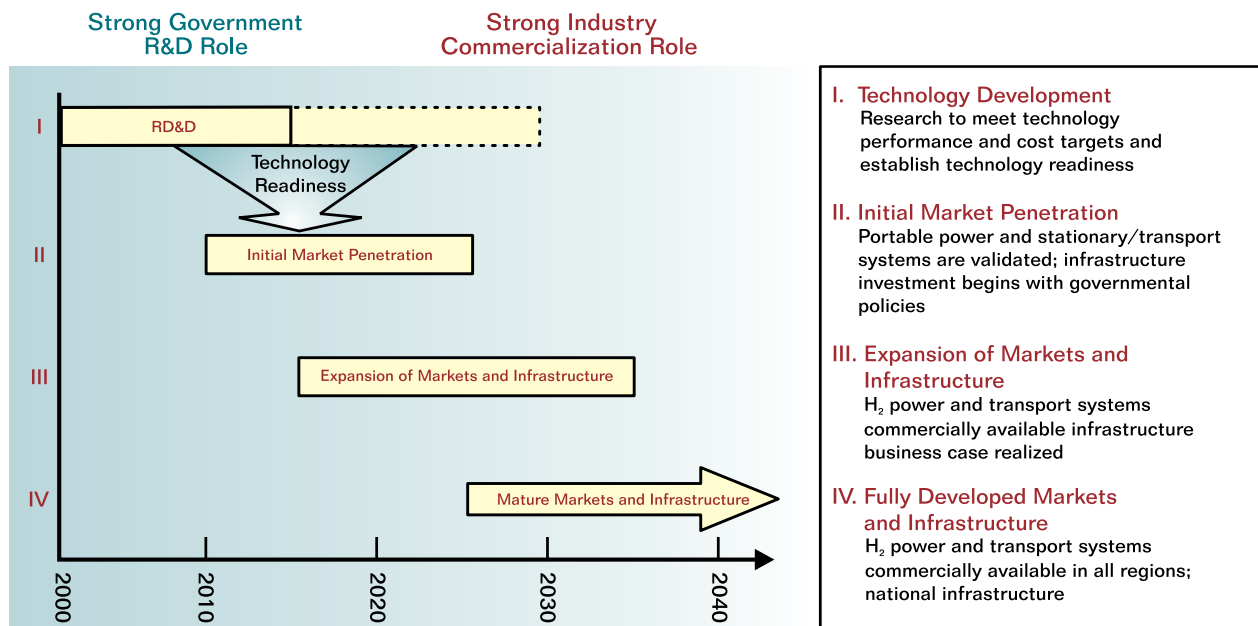 Strong Government
R&D Role
Strong Industry
Commercialization Role
I
RD&D
Technology
Readiness
II
Initial Market Penetration
III
Expansion of Markets and Infrastructure
IV
Mature Markets and Infrastructure
2000
2010
2020
2030
2040
I. Technology Development
Research to meet technology
performance and cost targets and
establish technology readiness
II. Initial Market Penetration
Portable power and stationary/transport
systems are validated; infrastructure
investment begins with governmental
policies
III. Expansion of Markets and
Infrastructure
H₂ power and transport systems
commercially available infrastructure
business case realized
IV. Fully Developed Markets
and Infrastructure
H₂ power and transport systems
commercially available in all regions;
national infrastructure